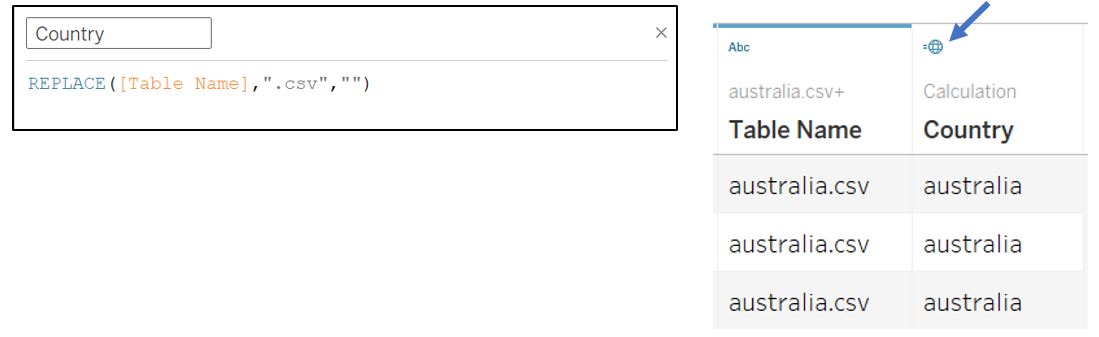 Country
REPLACE([Table Name],".csv","")
Abc
australia.csv+ Calculation
Table Name Country
australia.csv australia
australia.csv australia
australia.csv australia